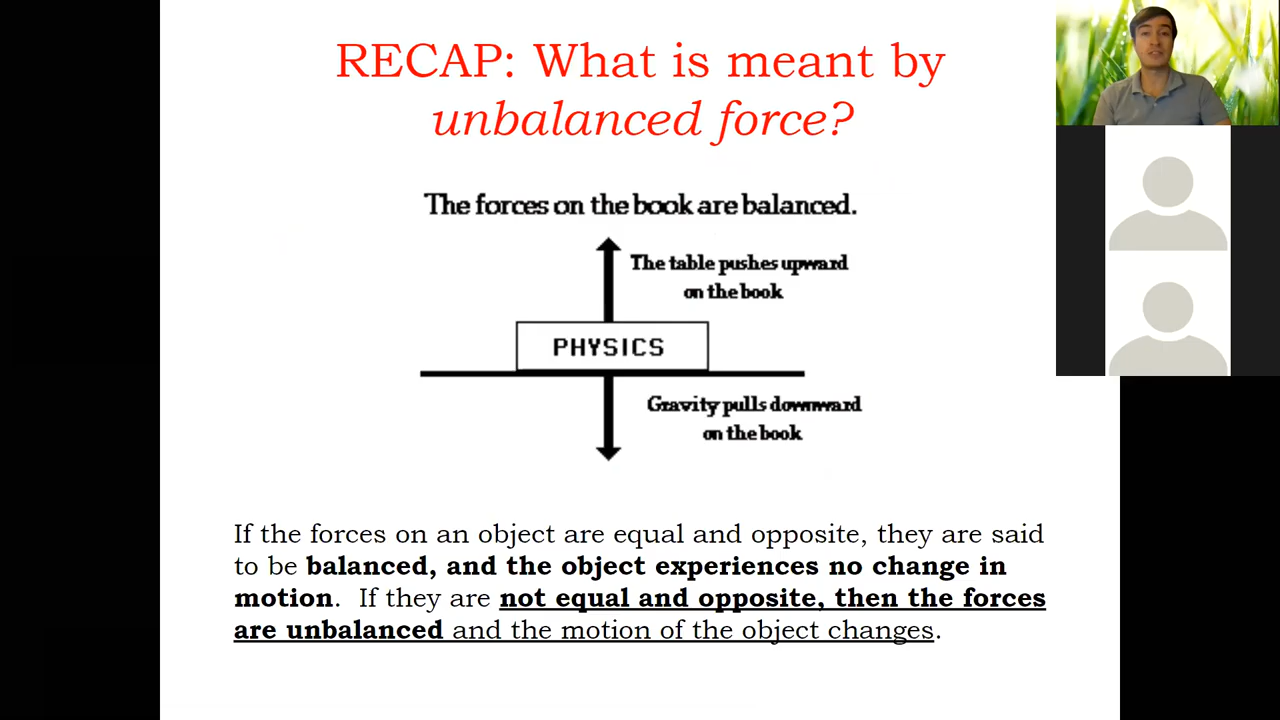 RECAP: What is meant by
unbalanced force?
The forces on the book are balanced.
The table pushes upward
on the book
PHYSICS
Gravity pulls downward
on the book
If the forces on an object are equal and opposite, they are said
to be balanced, and the object experiences no change in
motion. If they are not equal and opposite, then the forces
are unbalanced and the motion of the object changes.